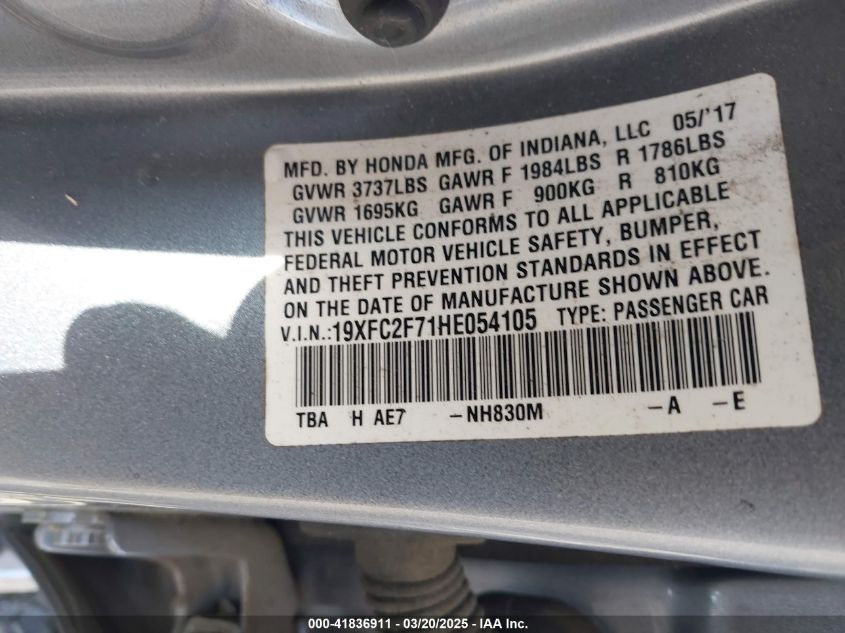 MFD. BY HONDA MFG. OF INDIANA, LLC 05/'17
GVWR 3737LBS GAWR F 1984LBS R 1786LBS
GVWR 1695KG GAWR F 900KG R 810KG
THIS VEHICLE CONFORMS TO ALL APPLICABLE
FEDERAL MOTOR VEHICLE SAFETY, BUMPER,
AND THEFT PREVENTION STANDARDS IN EFFECT
ON THE DATE OF MANUFACTURE SHOWN ABOVE.
V.I.N.:19XFC2F71HE054105 TYPE: PASSENGER CAR
TBA H AE7 -NH830M -A -E
000-41836911 - 03/20/2025 - IAA Inc.